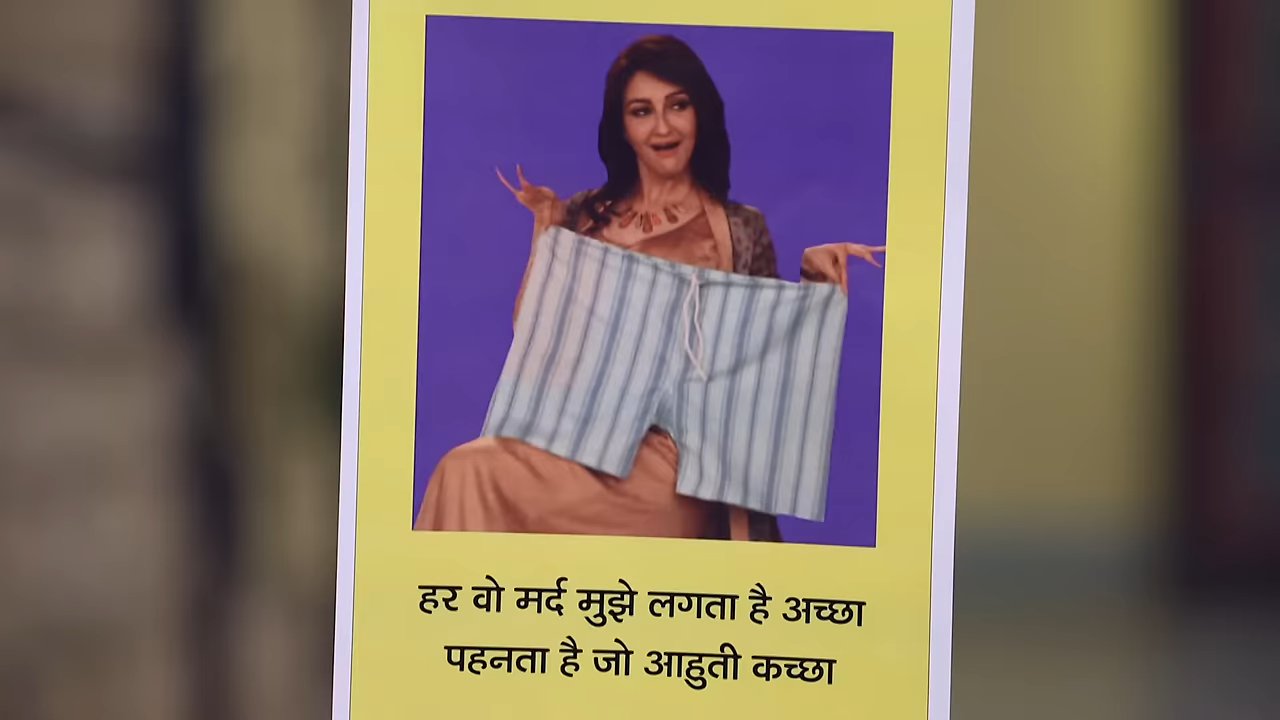 हर वो मर्द मुझे लगता है अच्छा
पहनता है जो आहुती कच्छा